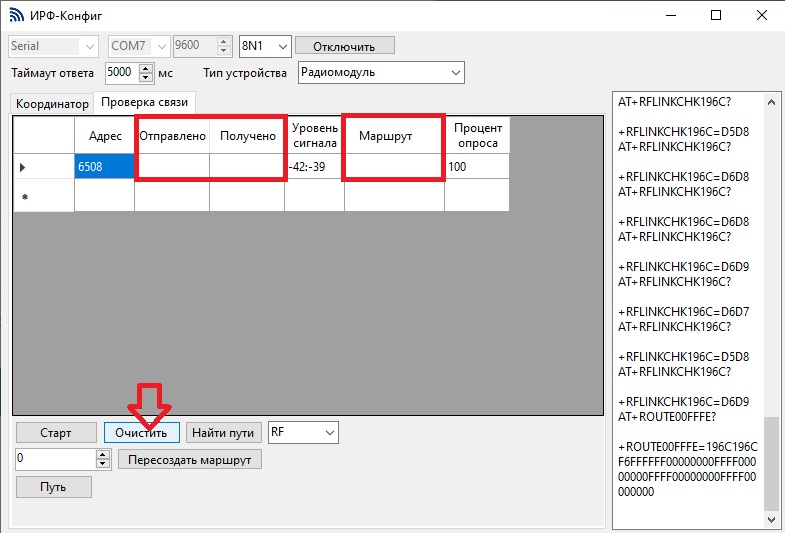 ИРФ-Конфиг
Serial COM7 9600 8N1 Отключить
Таймаут ответа 5000 мс Тип устройства Радиомодуль
Координатор Проверка связи
Адрес Отправлено Получено Уровень сигнала Маршрут Процент опроса
6508 -42;-39 100
*
Старт Очистить Найти пути RF
0 Пересоздать маршрут
Путь
AT+RFLINKCHK196C?
+RFLINKCHK196C=D5D8
AT+RFLINKCHK196C?
+RFLINKCHK196C=D6D8
AT+RFLINKCHK196C?
+RFLINKCHK196C=D6D8
AT+RFLINKCHK196C?
+RFLINKCHK196C=D6D9
AT+RFLINKCHK196C?
+RFLINKCHK196C=D6D7
AT+RFLINKCHK196C?
+RFLINKCHK196C=D5D8
AT+RFLINKCHK196C?
+RFLINKCHK196C=D6D9
AT+ROUTE00FFFE?
+ROUTE00FFFE=196C196C
F6FFFFFF00000000FFFF000
00000FFFF00000000FFFF00
000000